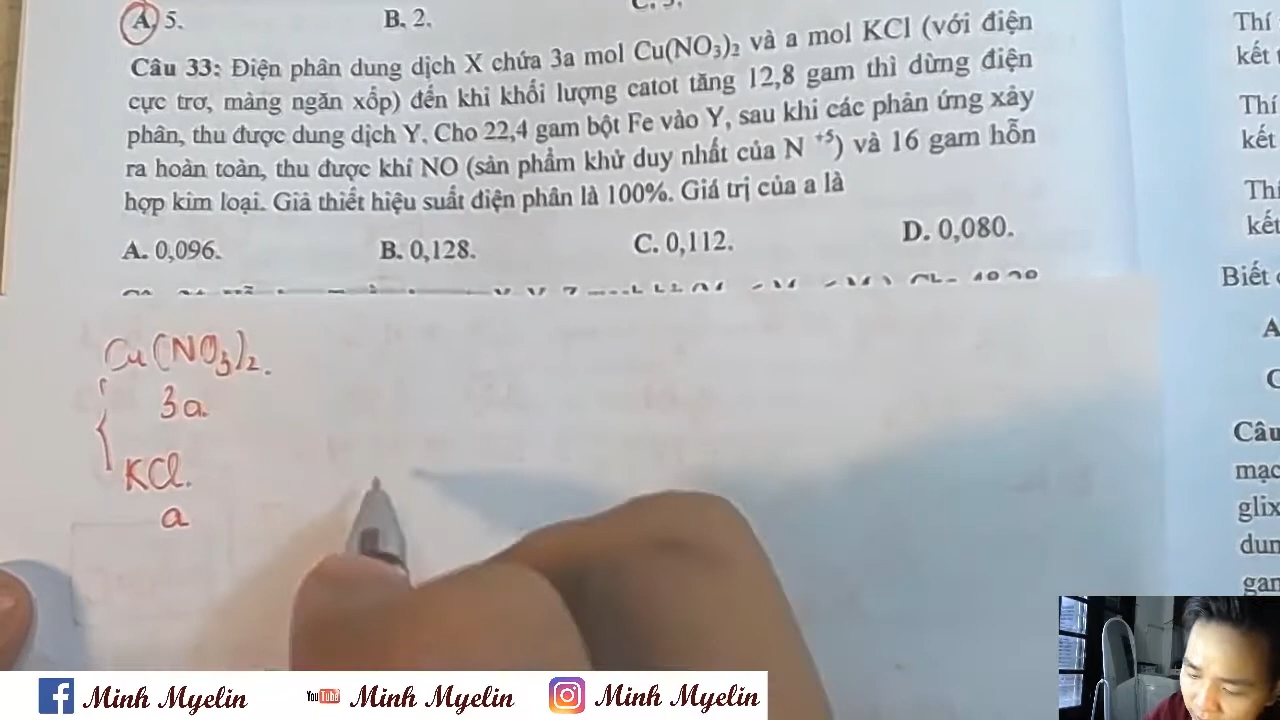 A. 5.
B. 2.
Câu 33: Điện phân dung dịch X chứa 3a mol Cu(NO3)2 và a mol KCl (với điện
cực trơ, màng ngăn xốp) đến khi khối lượng catot tăng 12,8 gam thì dừng điện
phân, thu được dung dịch Y. Cho 22,4 gam bột Fe vào Y, sau khi các phản ứng xảy
ra hoàn toàn, thu được khí NO (sản phẩm khử duy nhất của N +5) và 16 gam hỗn
hợp kim loại. Giả thiết hiệu suất điện phân là 100%. Giá trị của a là
A. 0,096.
B. 0,128.
C. 0,112.
D. 0,080.
Cu(NO3)2.
3a.
KCl.
a
Thí
kết
Thí
kết
Thí
kết
Biết
A
C
Câu
mạc
glix
dun
gan
Minh Myelin
YouTube Minh Myelin
Minh Myelin